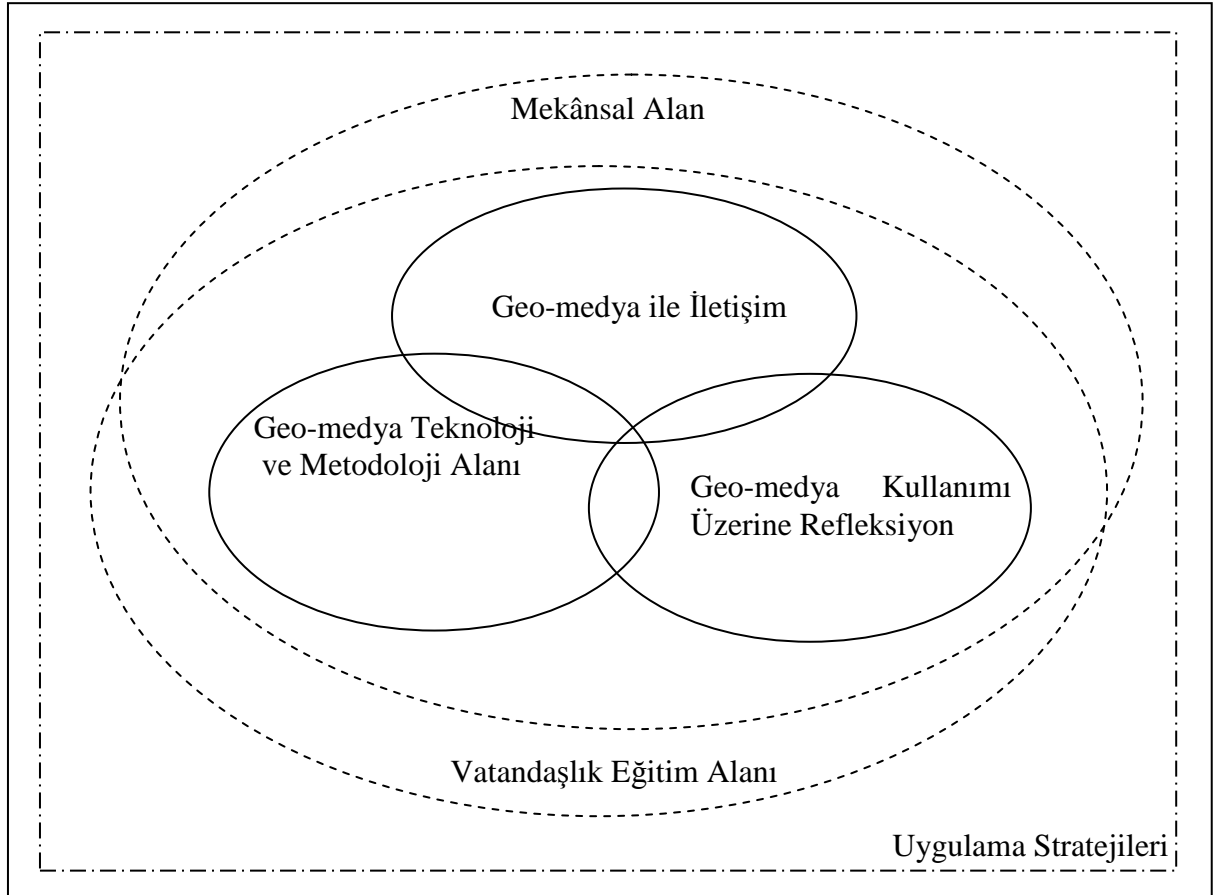 Mekânsal Alan
Geo-medya ile İletişim
Geo-medya Teknoloji
ve Metodoloji Alanı
Geo-medya Kullanımı
Üzerine Refleksiyon
Vatandaşlık Eğitim Alanı
Uygulama Stratejileri